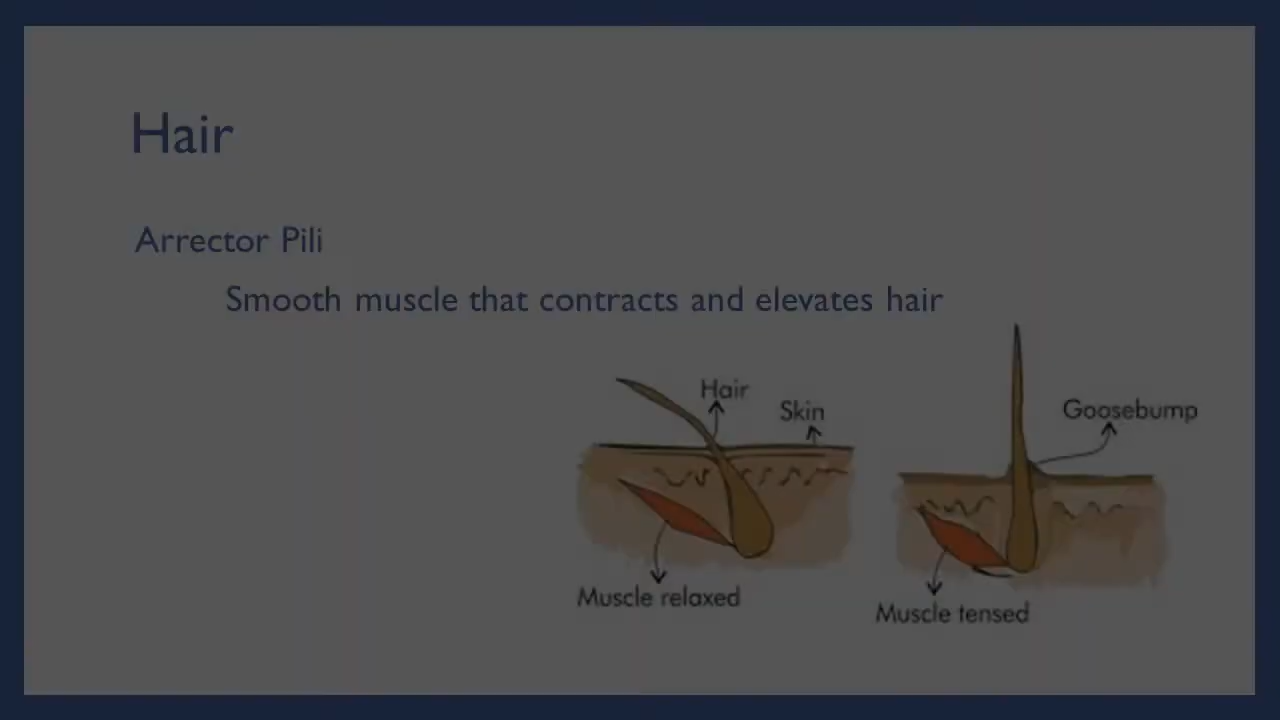 Hair
Arrector Pili
Smooth muscle that contracts and elevates hair
Hair
Skin
Goosebump
Muscle relaxed
Muscle tensed